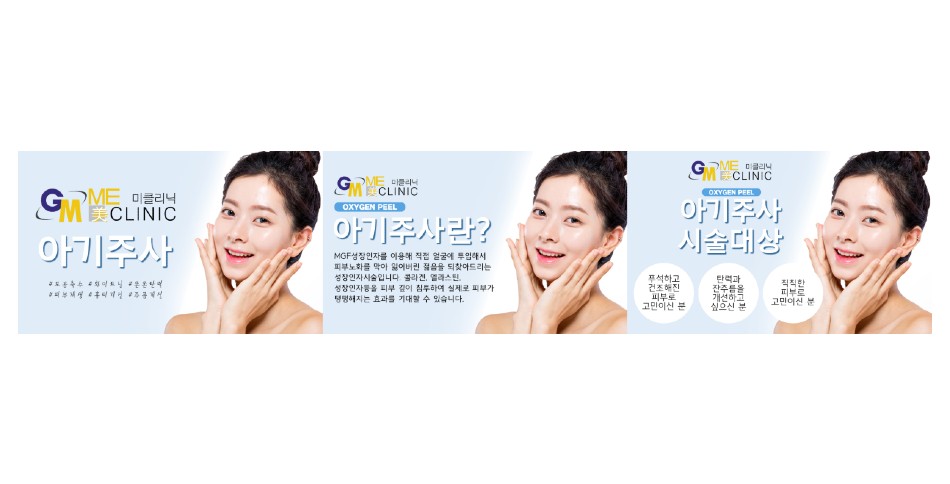 GM ME 미클리닉
美 CLINIC
아기주사
GM ME 미클리닉
美 CLINIC
OXYGEN PEEL
아기주사란?
MGF성장인자를 이용해 직접 얼굴에 투입해서
피부노화를 막아 잃어버린 젊음을 되찾아드리는
성장인자시술입니다. 콜라겐, 엘라스틴,
성장인자등을 피부 깊이 침투하여 실제로 피부가
탱탱해지는 효과를 기대할 수 있습니다.
GM ME 미클리닉
美 CLINIC
OXYGEN PEEL
아기주사
시술대상
푸석하고
건조해진
피부로
고민이신 분
탄력과
잔주름을
개선하고
싶으신 분
칙칙한
피부로
고민이신 분